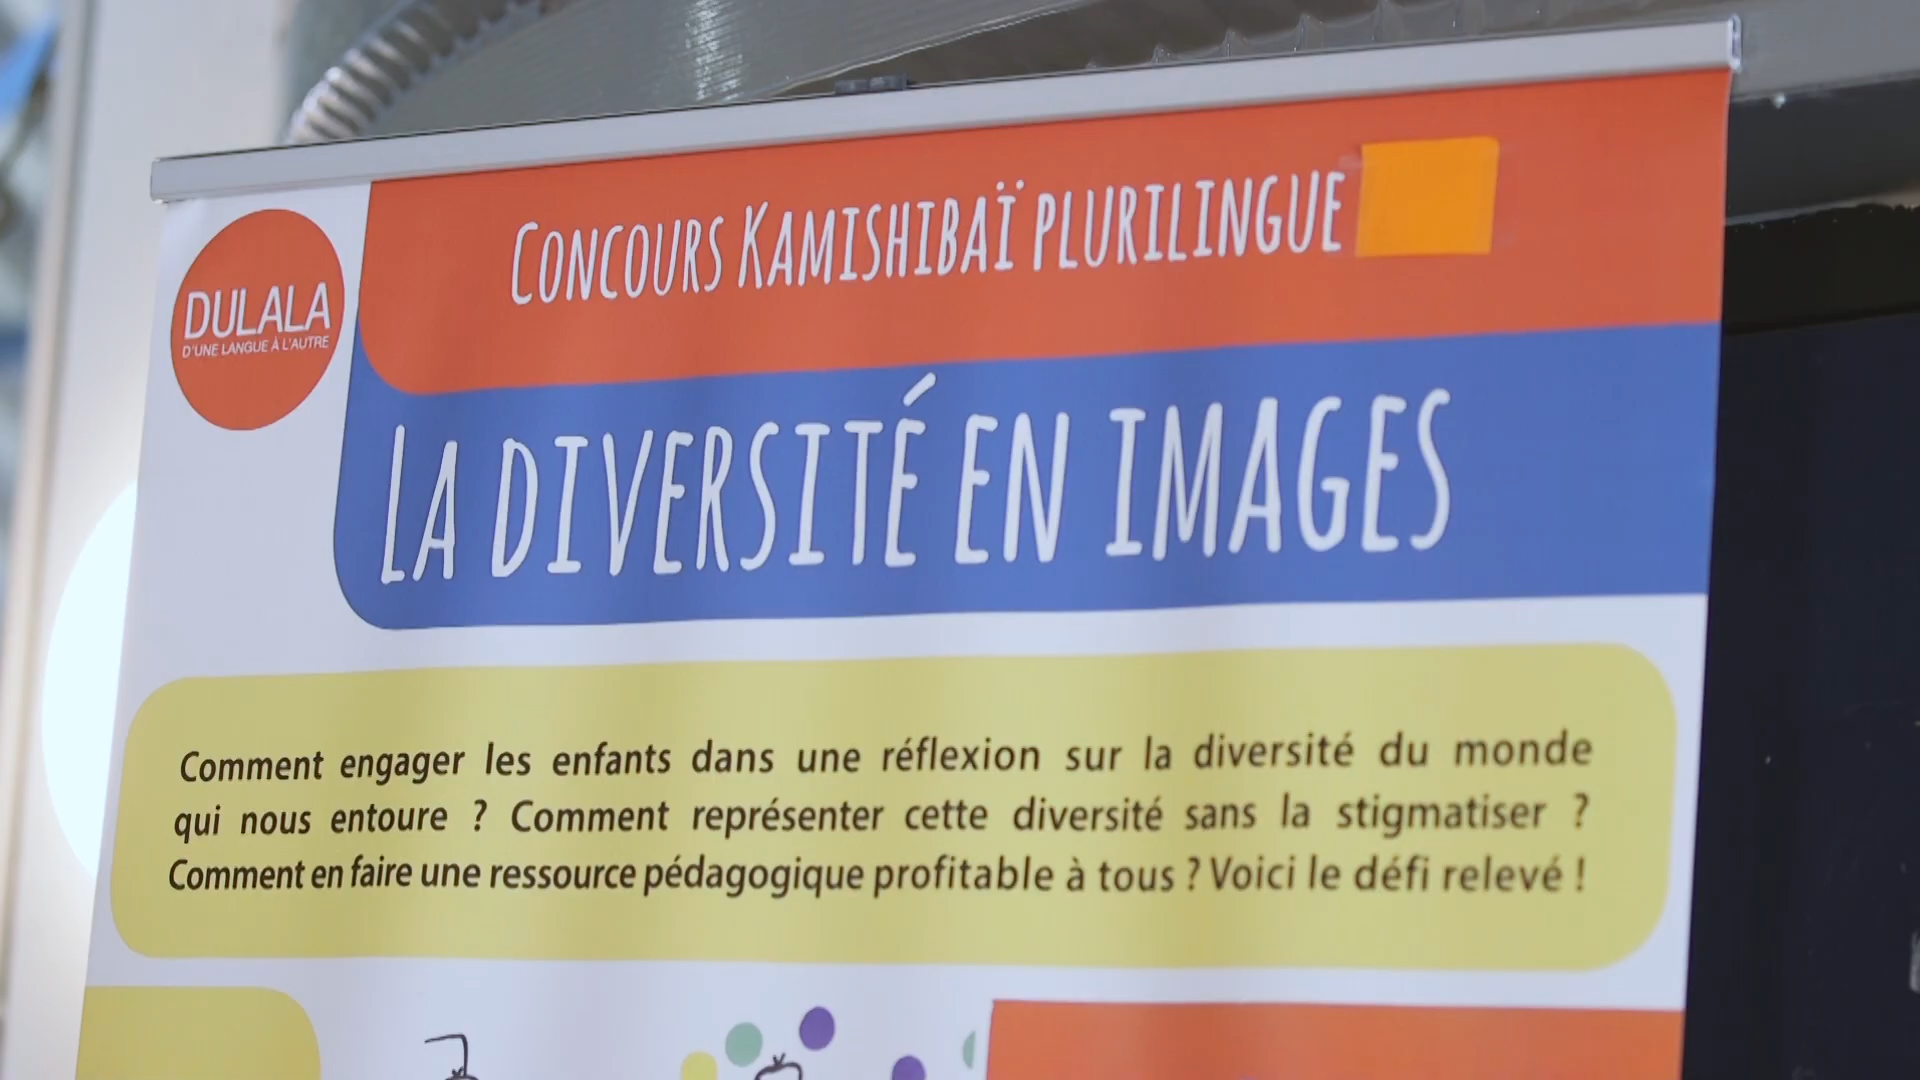 CONCOURS KAMISHIBAÏ PLURILINGUE
DULALA
D'UNE LANGUE À L'AUTRE
LA DIVERSITÉ EN IMAGES
Comment engager les enfants dans une réflexion sur la diversité du monde
qui nous entoure ? Comment représenter cette diversité sans la stigmatiser ?
Comment en faire une ressource pédagogique profitable à tous ? Voici le défi relevé !